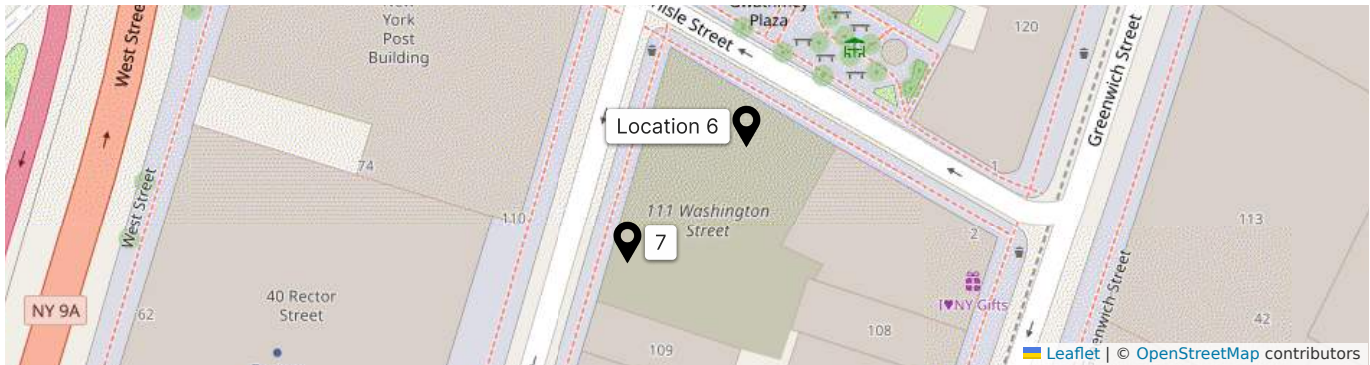 York
Post
Building
Plaza
120
West Street
Greenwich Street
Location 6
74
1
West Street
110
111 Washington
Street
7
2
113
40 Rector
Street
I♥NY Gifts
NY 9A
62
42
108
109
Leaflet | © OpenStreetMap contributors